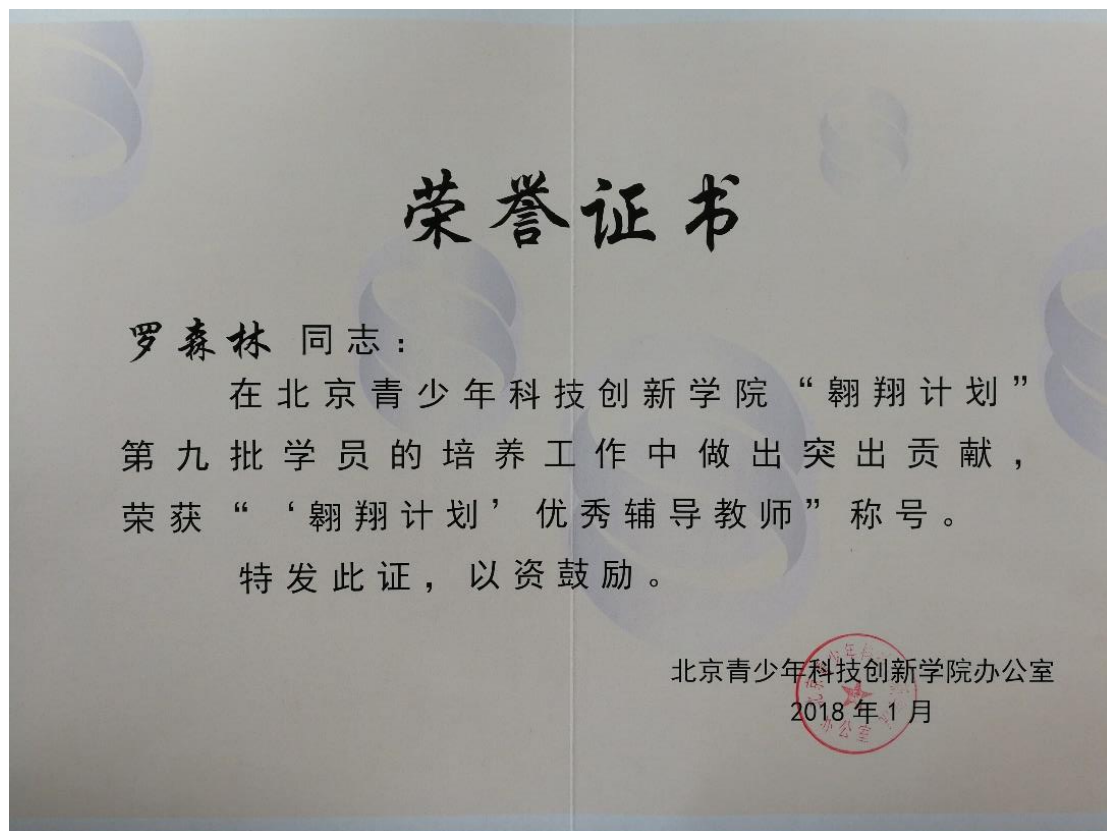 荣誉证书
罗森林 同志：
在北京青少年科技创新学院“翱翔计划”
第九批学员的培养工作中做出突出贡献，
荣获“‘翱翔计划’优秀辅导教师”称号。
特发此证，以资鼓励。
北京青少年科技创新学院办公室
2018年1月
办公室